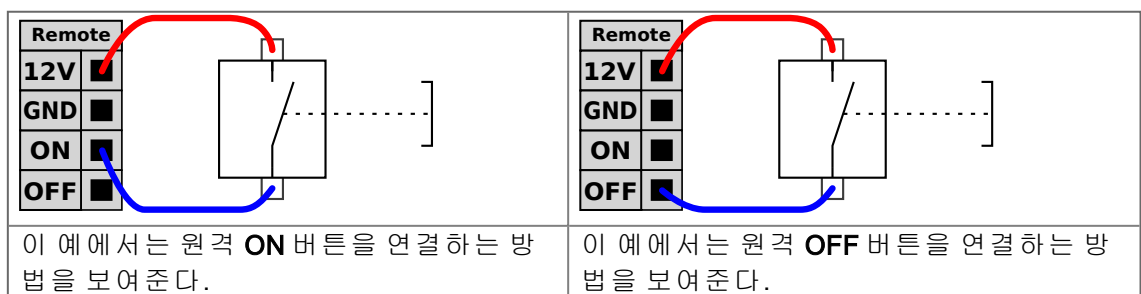 Remote
12V
GND
ON
OFF
Remote
12V
GND
ON
OFF
이 예에서는 원격 ON 버튼을 연결하는 방
법을 보여준다.
이 예에서는 원격 OFF 버튼을 연결하는 방
법을 보여준다.